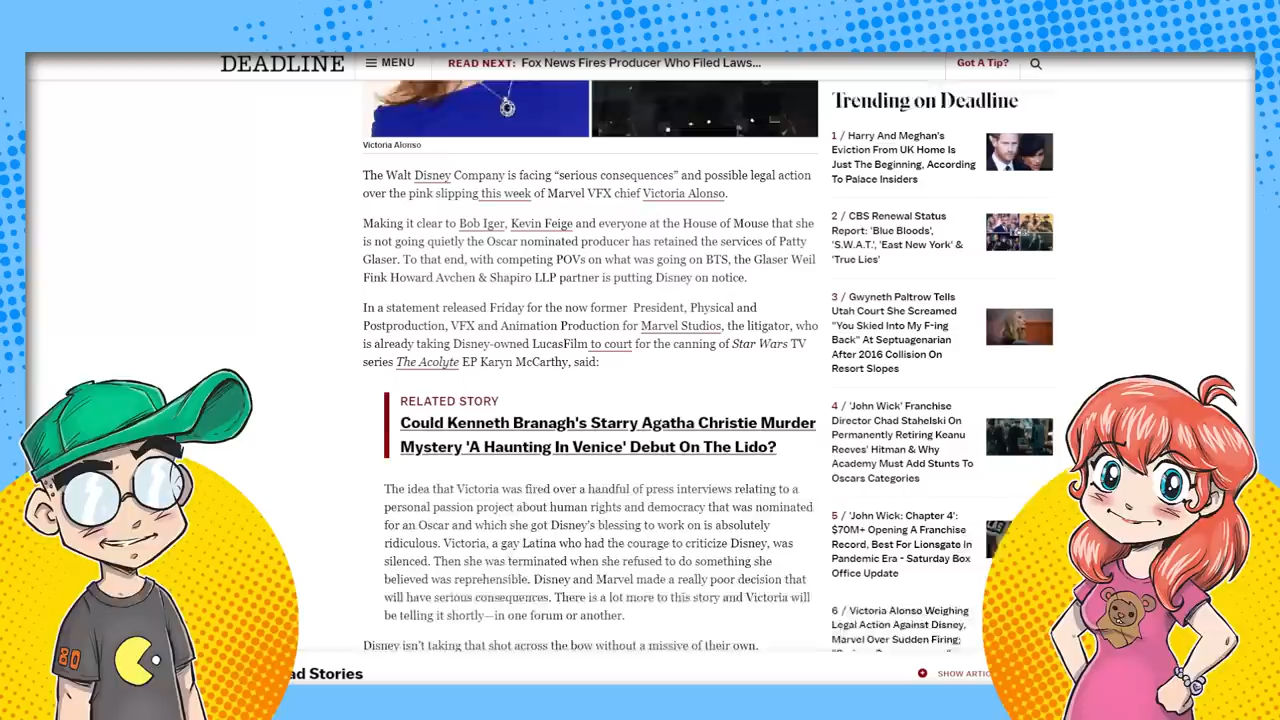 DEADLINE
MENU
READ NEXT: Fox News Fires Producer Who Filed Laws...
Got A Tip?
Victoria Alonso
The Walt Disney Company is facing “serious consequences” and possible legal action
over the pink slipping this week of Marvel VFX chief Victoria Alonso.
Making it clear to Bob Iger, Kevin Feige and everyone at the House of Mouse that she
is not going quietly the Oscar nominated producer has retained the services of Patty
Glaser. To that end, with competing POVs on what was going on BTS, the Glaser Weil
Fink Howard Avchen & Shapiro LLP partner is putting Disney on notice.
In a statement released Friday for the now former President, Physical and
Postproduction, VFX and Animation Production for Marvel Studios, the litigator, who
is already taking Disney-owned LucasFilm to court for the canning of Star Wars TV
series The Acolyte EP Karyn McCarthy, said:
RELATED STORY
Could Kenneth Branagh's Starry Agatha Christie Murder
Mystery 'A Haunting In Venice' Debut On The Lido?
The idea that Victoria was fired over a handful of press interviews relating to a
personal passion project about human rights and democracy that was nominated
for an Oscar and which she got Disney’s blessing to work on is absolutely
ridiculous. Victoria, a gay Latina who had the courage to criticize Disney, was
silenced. Then she was terminated when she refused to do something she
believed was reprehensible. Disney and Marvel made a really poor decision that
will have serious consequences. There is a lot more to this story and Victoria will
be telling it shortly—in one forum or another.
Disney isn’t taking that shot across the bow without a missive of their own.
ad Stories
Trending on Deadline
1 / Harry And Meghan's
Eviction From UK Home Is
Just The Beginning, According
To Palace Insiders
2 / CBS Renewal Status
Report: 'Blue Bloods',
'S.W.A.T.', 'East New York' &
'True Lies'
3 / Gwyneth Paltrow Tells
Utah Court She Screamed
"You Skied Into My F-ing
Back" At Septuagenarian
After 2016 Collision On
Resort Slopes
4 / 'John Wick' Franchise
Director Chad Stahelski On
Permanently Retiring Keanu
Reeves' Hitman & Why
Academy Must Add Stunts To
Oscars Categories
5 / 'John Wick: Chapter 4':
$70M+ Opening A Franchise
Record, Best For Lionsgate In
Pandemic Era - Saturday Box
Office Update
6 / Victoria Alonso Weighing
Legal Action Against Disney,
Marvel Over Sudden Firing;
SHOW ARTIC
80